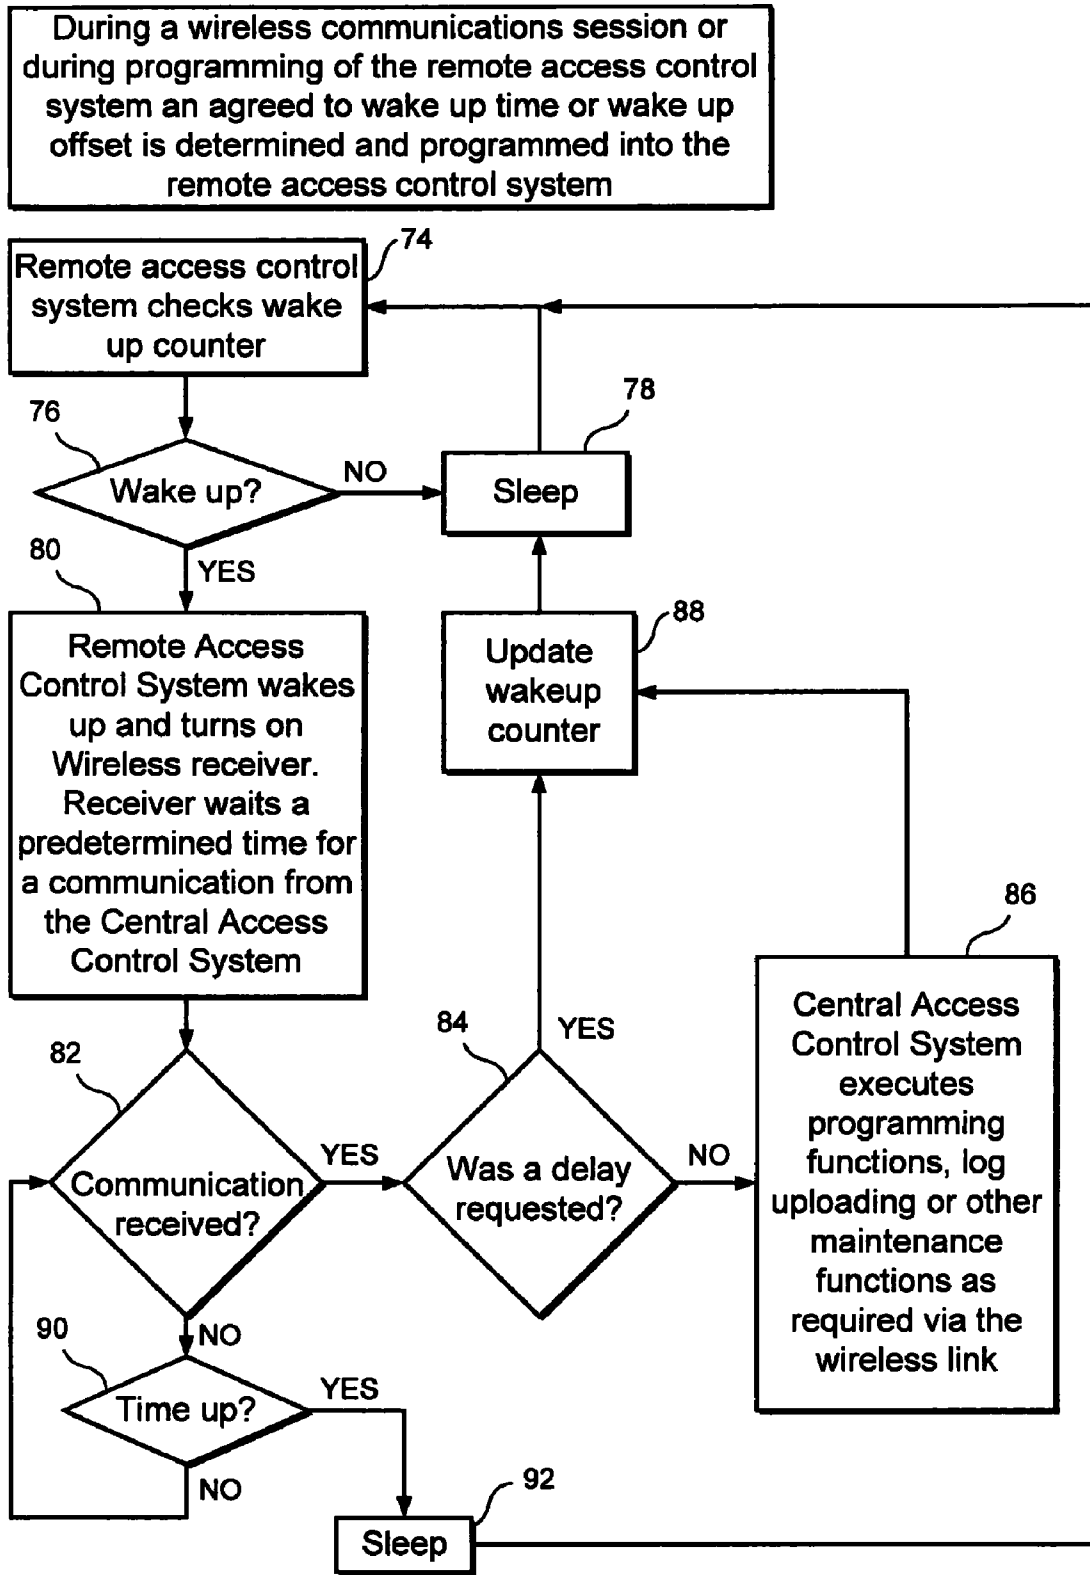 During a wireless communications session or
during programming of the remote access control
system an agreed to wake up time or wake up
offset is determined and programmed into the
remote access control system
74
Remote access control
system checks wake
up counter
76
Wake up?
NO
78
Sleep
80
YES
Remote Access
Control System wakes
up and turns on
Wireless receiver.
Receiver waits a
predetermined time for
a communication from
the Central Access
Control System
88
Update
wakeup
counter
86
Central Access
Control System
executes
programming
functions, log
uploading or other
maintenance
functions as
required via the
wireless link
82
Communication
received?
YES
84
YES
Was a delay
requested?
NO
NO
90
Time up?
YES
NO
92
Sleep